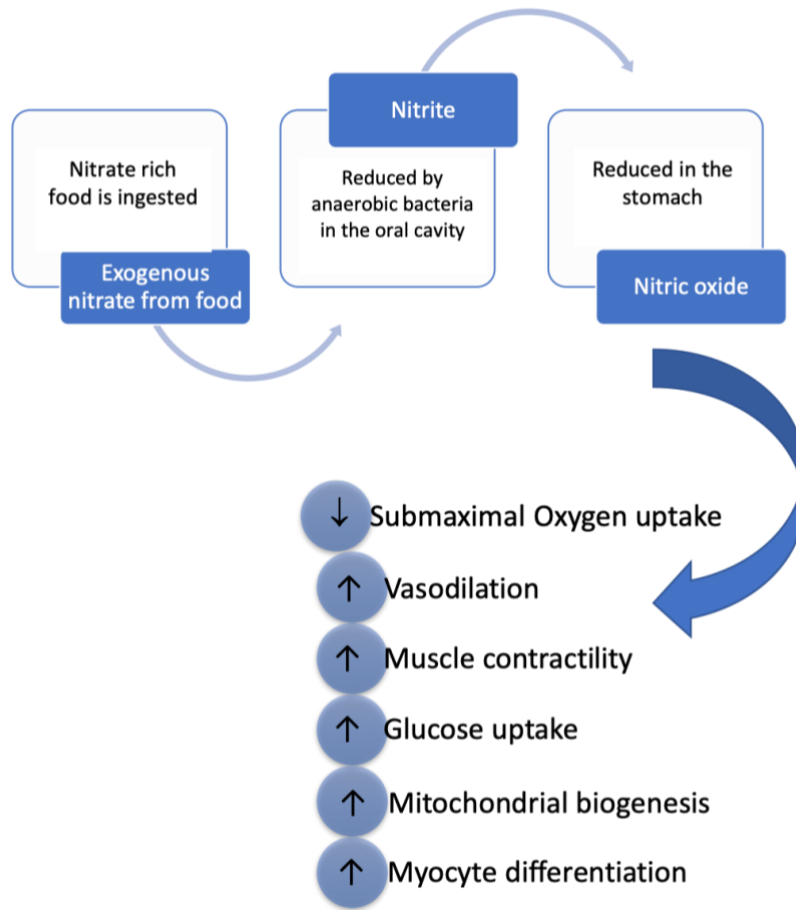 Nitrate rich
food is ingested
Exogenous
nitrate from food
Nitrite
Reduced by
anaerobic bacteria
in the oral cavity
Reduced in the
stomach
Nitric oxide
↓ Submaximal Oxygen uptake
↑ Vasodilation
↑ Muscle contractility
↑ Glucose uptake
↑ Mitochondrial biogenesis
↑ Myocyte differentiation